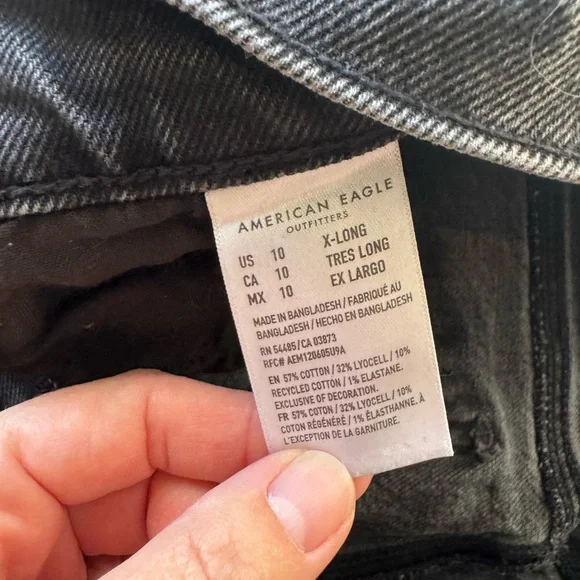 AMERICAN EAGLE
OUTFITTERS
US 10 X-LONG
CA 10 TRES LONG
MX 10 EX LARGO
MADE IN BANGLADESH / FABRIQUÉ AU
BANGLADESH / HECHO EN BANGLADESH
RN 54485/CA 03873
RFC# AEM120605U9A
EN 57% COTTON / 32% LYOCELL / 10%
RECYCLED COTTON / 1% ELASTANE.
EXCLUSIVE OF DECORATION.
FR 57% COTON / 32% LYOCELL / 10%
COTON RÉGÉNÉRÉ / 1% ÉLASTHANNE. À
L'EXCEPTION DE LA GARNITURE.